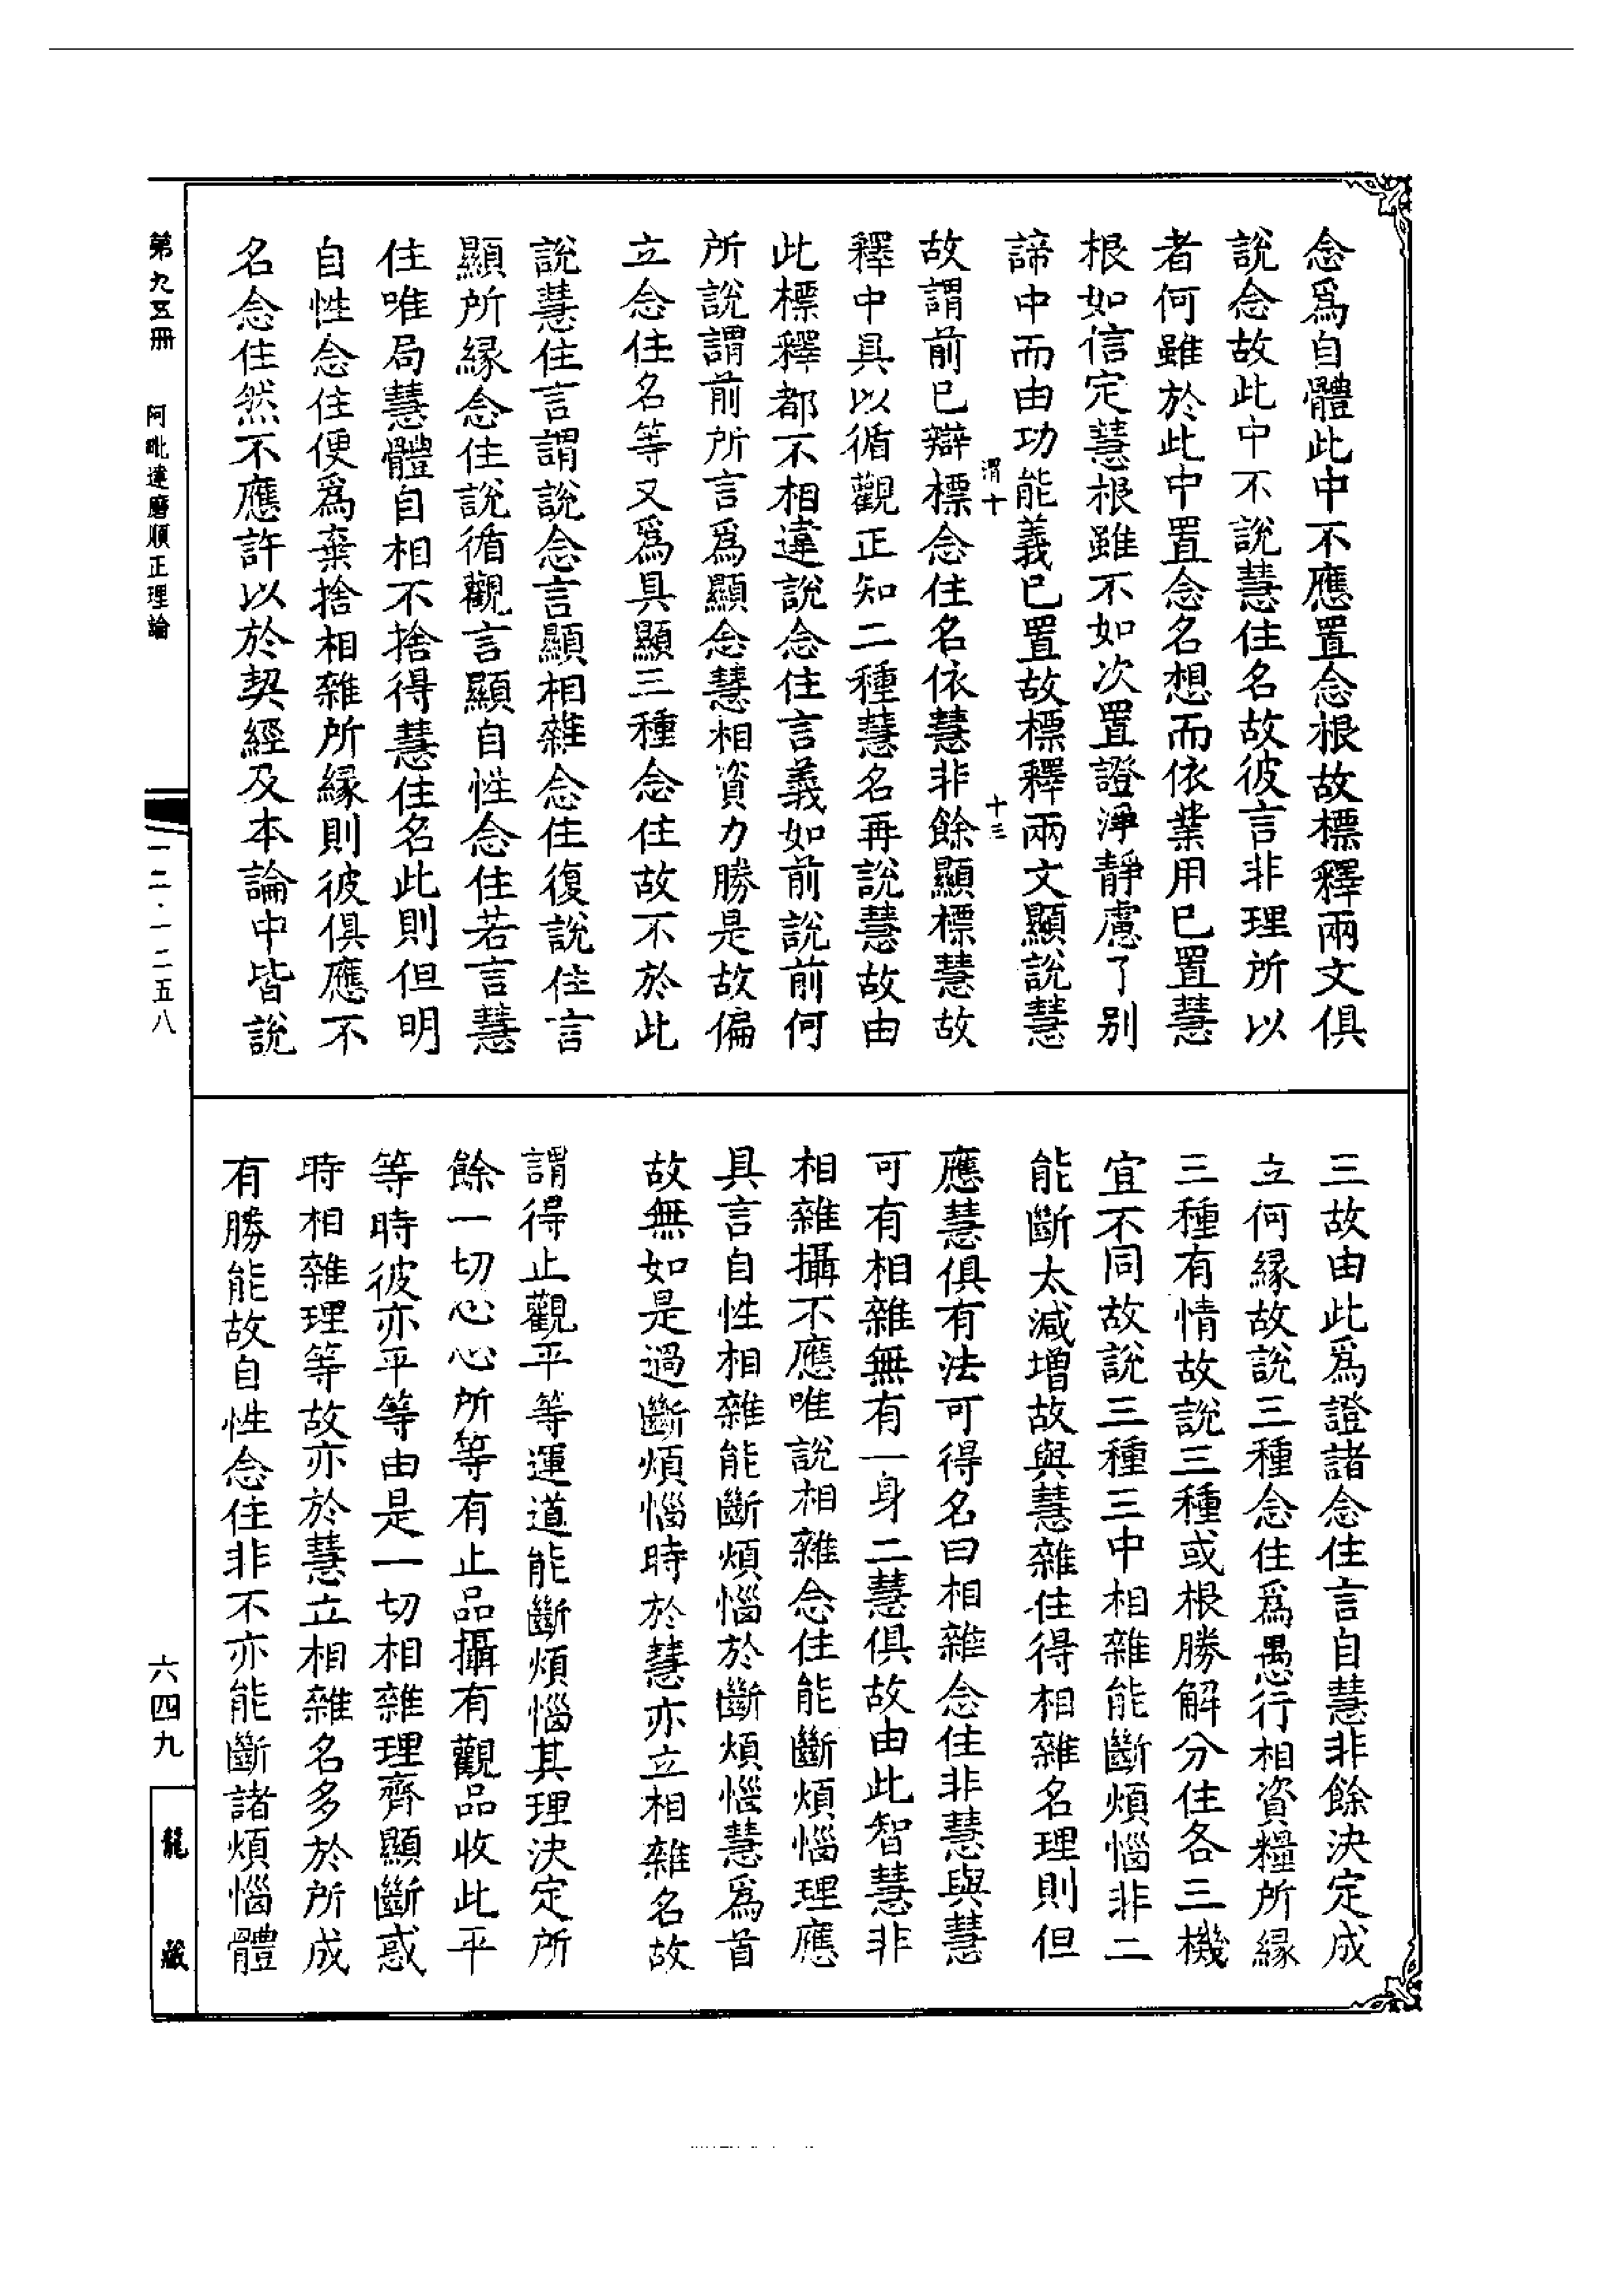 念爲自體此中不應置念根故標釋兩文俱
說念故此中不說慧住名故彼言非理所以
者何雖於此中置念名想而依業用已置慧
根如信定慧根雖不如次置證淨靜慮了别
諦中而由功能義已置故標釋兩文顯說慧
渭十 十三
故謂前已辯標念住名依慧非餘顯標慧故
釋中具以循觀正知二種慧名再說慧故由
此標釋都不相違說念住言義如前說前何
所說謂前所言爲顯念慧相資力勝是故偏
立念住名等又爲具顯三種念住故不於此
說慧住言謂說念言顯相雜念住復說住言
顯所緣念住說循觀言顯自性念住若言慧
住唯局慧體自相不捨得慧住名此則但明
自性念住便爲棄捨相雜所緣則彼俱應不
名念住然不應許以於契經及本論中皆說
三故由此爲證諸念住言自慧非餘決定成
立何緣故說三種念住爲愚行相資糧所緣
三種有情故說三種或根勝解分住各三機
宜不同故說三種三中相雜能斷煩惱非二
能斷太減增故與慧雜住得相雜名理則但
應慧俱有法可得名曰相雜念住非慧與慧
可有相雜無有一身二慧俱故由此智慧非
相雜攝不應唯說相雜念住能斷煩惱理應
具言自性相雜能斷煩惱於斷煩惱慧爲首
故無如是過斷煩惱時於慧亦立相雜名故
謂得止觀平等運道能斷煩惱其理決定所
餘一切心心所等有止品攝有觀品收此平
等時彼亦平等由是一切相雜理齊顯斷惑
時相雜理等故亦於慧立相雜名多於所成
有勝能故自性念住非不亦能斷諸煩惱體
第九五冊 阿毗達磨順正理論
一二·一二五八
六四九
龍藏